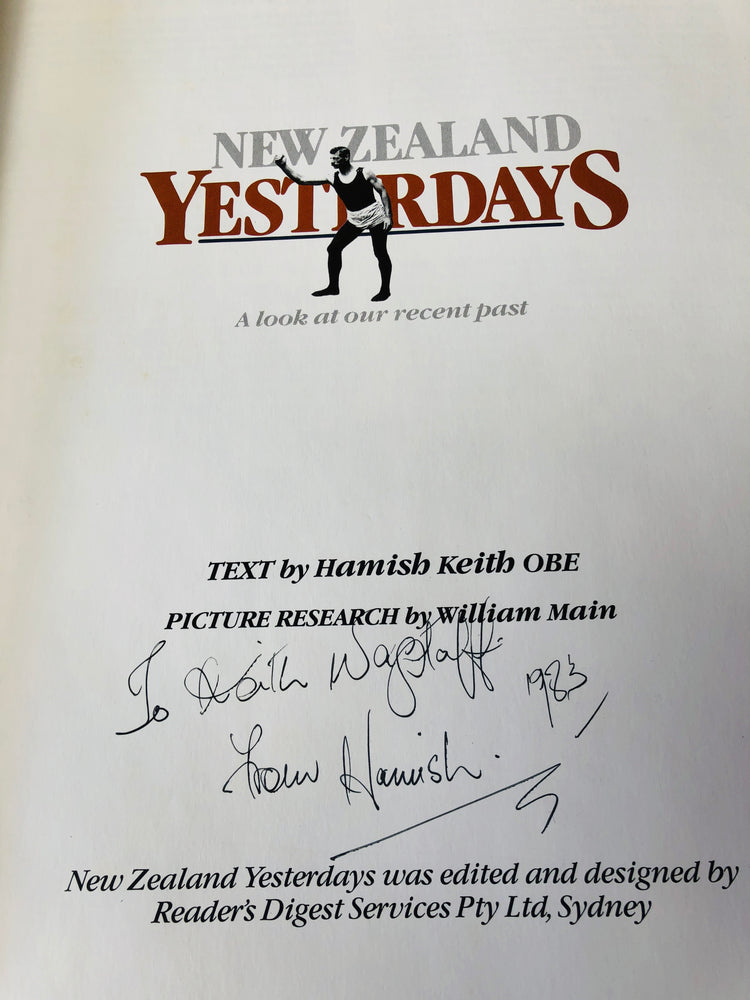 NEW ZEALAND
YESTERDAYS
A look at our recent past
TEXT by Hamish Keith OBE
PICTURE RESEARCH by William Main
To Keith Wagstaff.
1983
from Hamish.
New Zealand Yesterdays was edited and designed by
Reader's Digest Services Pty Ltd, Sydney